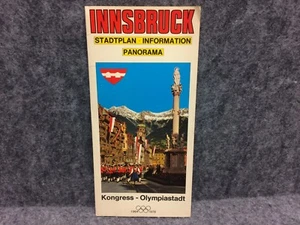 INNSBRUCK
STADTPLAN INFORMATION
PANORAMA
Kongress - Olympiastadt